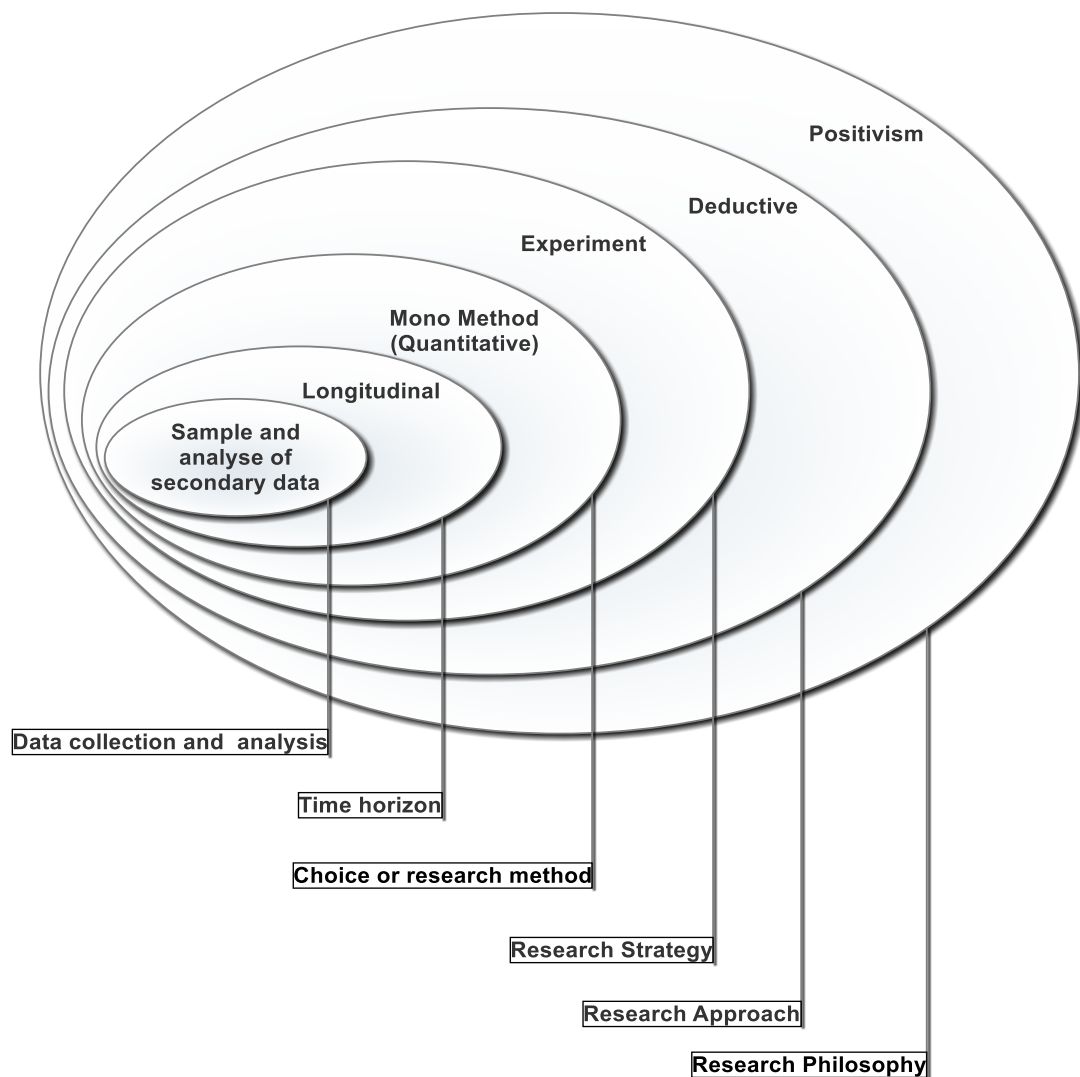 Positivism
Deductive
Experiment
Mono Method
(Quantitative)
Longitudinal
Sample and
analyse of
secondary data
Data collection and  analysis
Time horizon
Choice or research method
Research Strategy
Research Approach
Research Philosophy